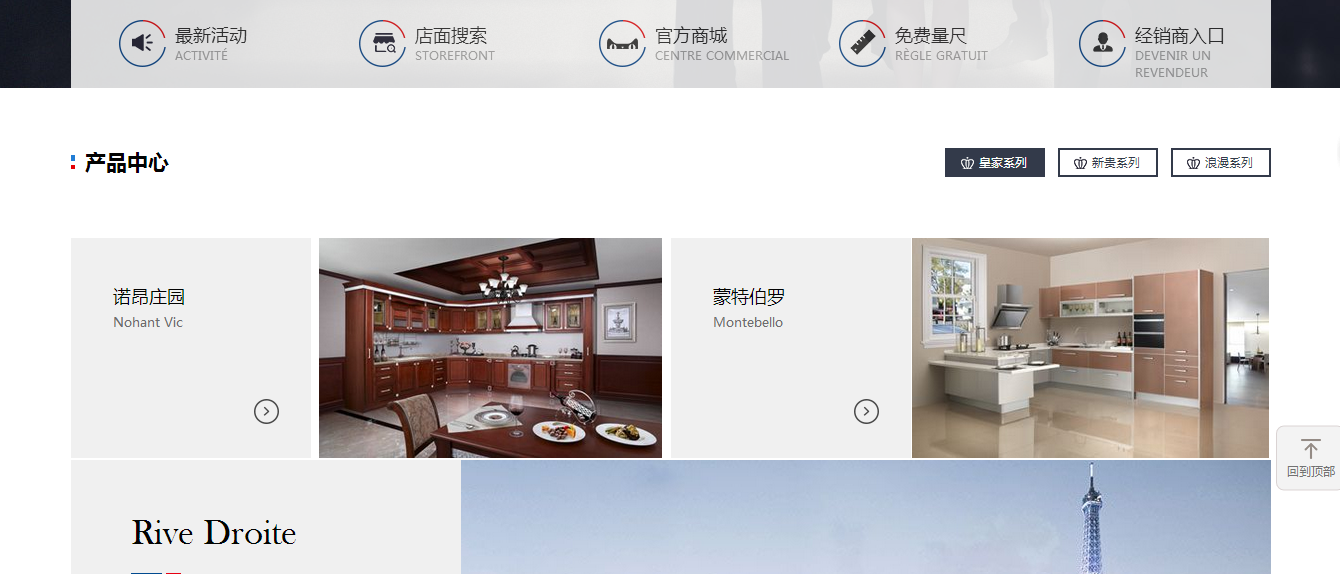 最新活动
ACTIVITÉ
店面搜索
STOREFRONT
官方商城
CENTRE COMMERCIAL
免费量尺
RÈGLE GRATUIT
经销商入口
DEVENIR UN
REVENDEUR
产品中心
皇家系列
新贵系列
浪漫系列
诺昂庄园
Nohant Vic
蒙特伯罗
Montebello
回到顶部
Rive Droite